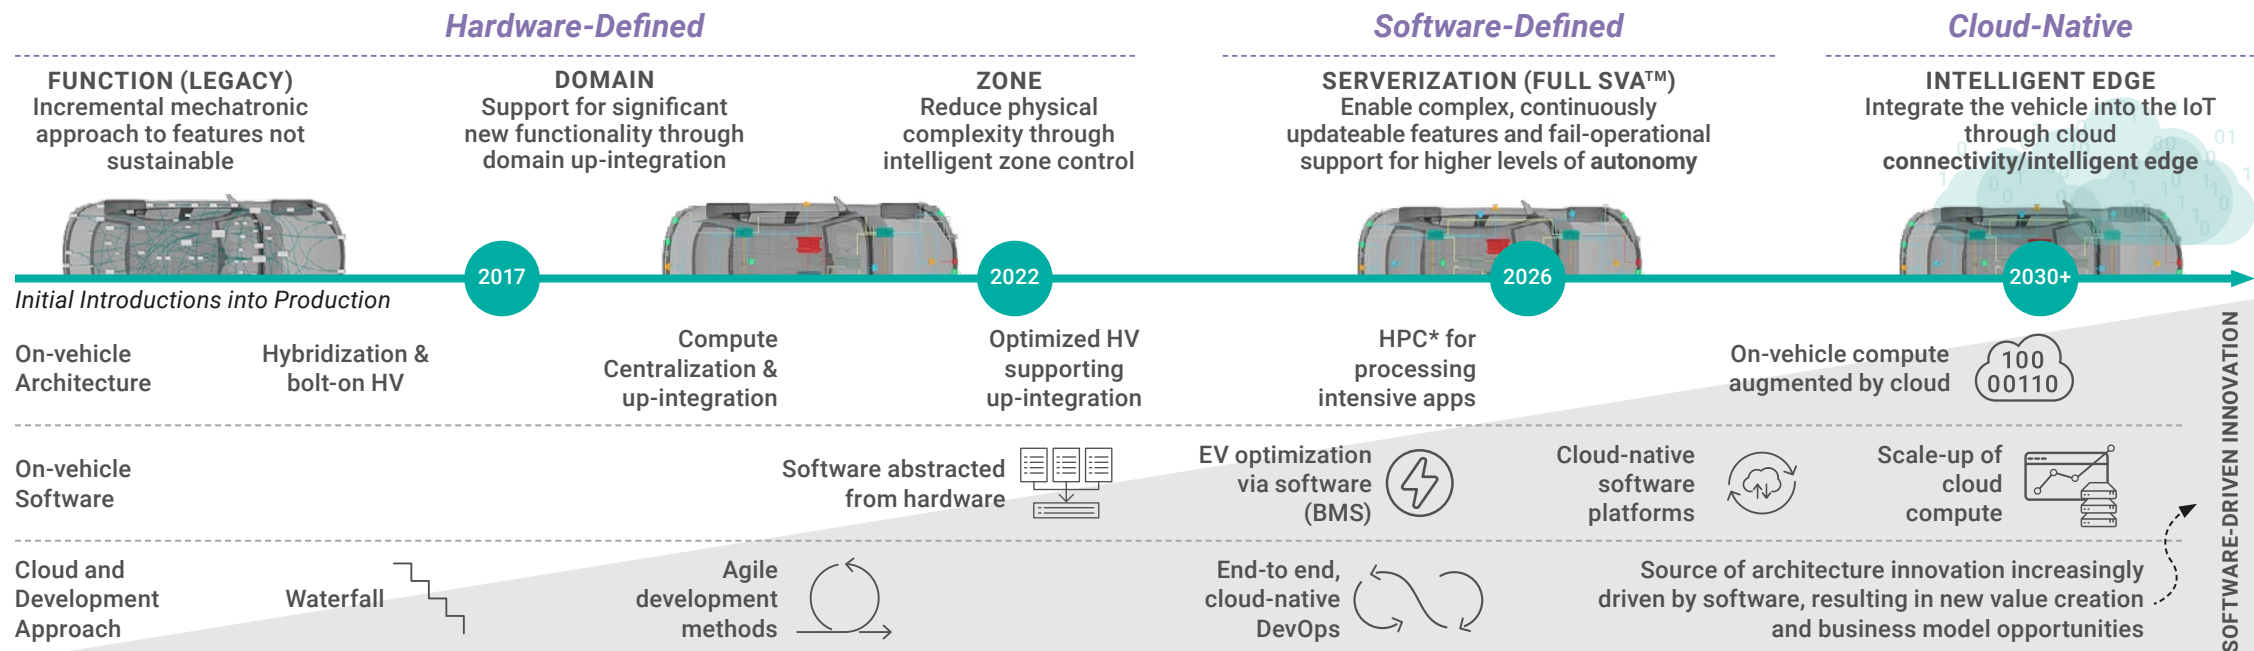 Hardware-Defined
Software-Defined
Cloud-Native
FUNCTION (LEGACY)
Incremental mechatronic
approach to features not
sustainable
DOMAIN
Support for significant
new functionality through
domain up-integration
ZONE
Reduce physical
complexity through
intelligent zone control
SERVERIZATION (FULL SVA™)
Enable complex, continuously
updateable features and fail-operational
support for higher levels of autonomy
INTELLIGENT EDGE
Integrate the vehicle into the IoT
through cloud
connectivity/intelligent edge
2017
2022
2026
2030+
Initial Introductions into Production
On-vehicle
Architecture
Hybridization &
bolt-on HV
Compute
Centralization &
up-integration
Optimized HV
supporting
up-integration
HPC* for
processing
intensive apps
On-vehicle compute
augmented by cloud
100
00110
On-vehicle
Software
Software abstracted
from hardware
EV optimization
via software
(BMS)
Cloud-native
software
platforms
Scale-up of
cloud
compute
Cloud and
Development
Approach
Waterfall
Agile
development
methods
End-to end,
cloud-native
DevOps
Source of architecture innovation increasingly
driven by software, resulting in new value creation
and business model opportunities
SOFTWARE-DRIVEN INNOVATION